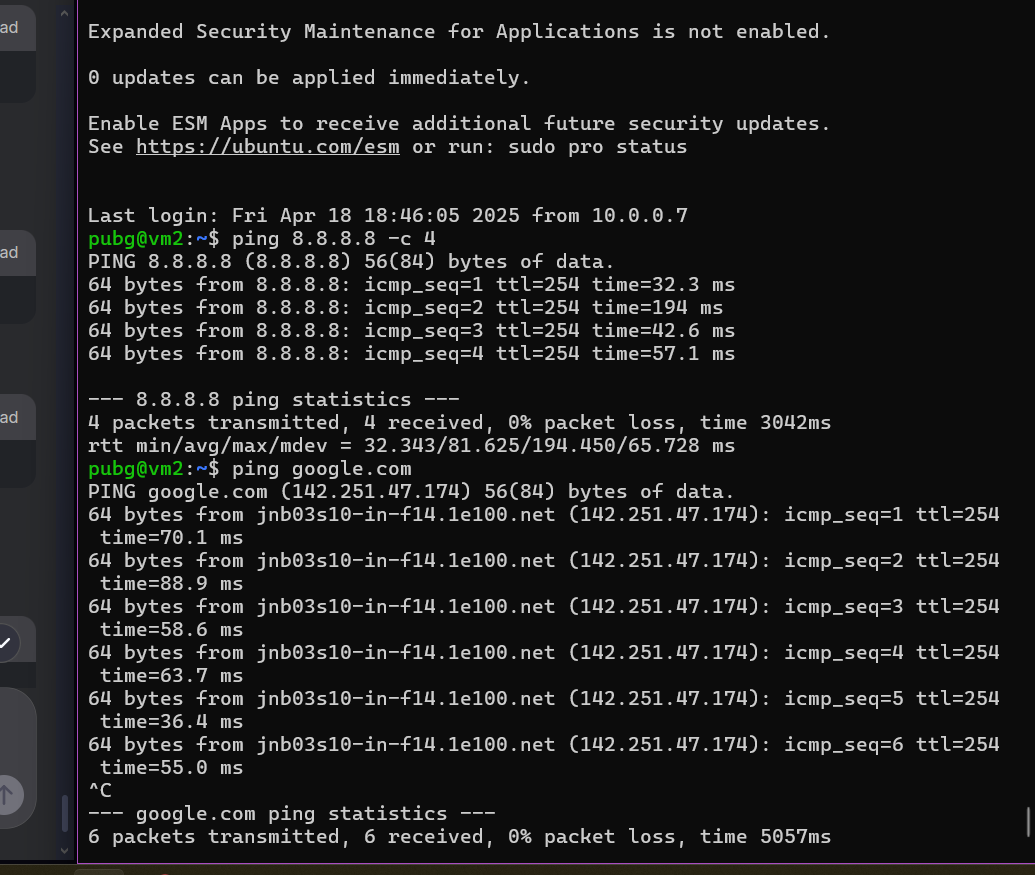 ad
ad
ad
Expanded Security Maintenance for Applications is not enabled.
0 updates can be applied immediately.
Enable ESM Apps to receive additional future security updates.
See https://ubuntu.com/esm or run: sudo pro status
Last login: Fri Apr 18 18:46:05 2025 from 10.0.0.7
pubg@vm2:~$ ping 8.8.8.8 -c 4
PING 8.8.8.8 (8.8.8.8) 56(84) bytes of data.
64 bytes from 8.8.8.8: icmp_seq=1 ttl=254 time=32.3 ms
64 bytes from 8.8.8.8: icmp_seq=2 ttl=254 time=194 ms
64 bytes from 8.8.8.8: icmp_seq=3 ttl=254 time=42.6 ms
64 bytes from 8.8.8.8: icmp_seq=4 ttl=254 time=57.1 ms
--- 8.8.8.8 ping statistics ---
4 packets transmitted, 4 received, 0% packet loss, time 3042ms
rtt min/avg/max/mdev = 32.343/81.625/194.450/65.728 ms
pubg@vm2:~$ ping google.com
PING google.com (142.251.47.174) 56(84) bytes of data.
64 bytes from jnb03s10-in-f14.1e100.net (142.251.47.174): icmp_seq=1 ttl=254
time=70.1 ms
64 bytes from jnb03s10-in-f14.1e100.net (142.251.47.174): icmp_seq=2 ttl=254
time=88.9 ms
64 bytes from jnb03s10-in-f14.1e100.net (142.251.47.174): icmp_seq=3 ttl=254
time=58.6 ms
64 bytes from jnb03s10-in-f14.1e100.net (142.251.47.174): icmp_seq=4 ttl=254
time=63.7 ms
64 bytes from jnb03s10-in-f14.1e100.net (142.251.47.174): icmp_seq=5 ttl=254
time=36.4 ms
64 bytes from jnb03s10-in-f14.1e100.net (142.251.47.174): icmp_seq=6 ttl=254
time=55.0 ms
^C
--- google.com ping statistics ---
6 packets transmitted, 6 received, 0% packet loss, time 5057ms